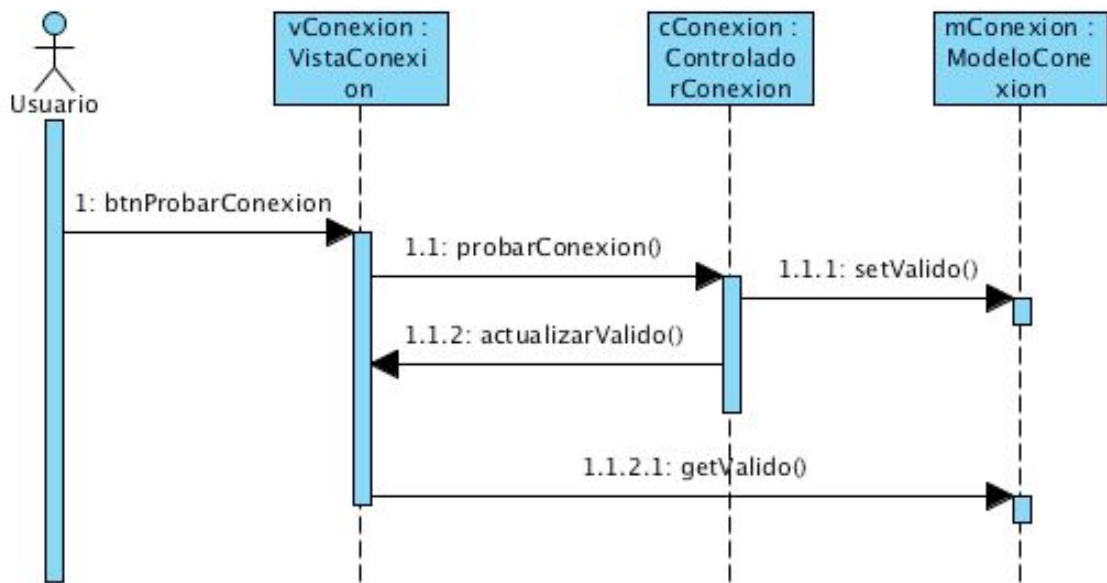 vConexion :
VistaConexi
on
cConexion :
Controlado
rConexion
mConexion :
ModeloCone
xion
Usuario
1: btnProbarConexion
1.1: probarConexion()
1.1.1: setValido()
1.1.2: actualizarValido()
1.1.2.1: getValido()